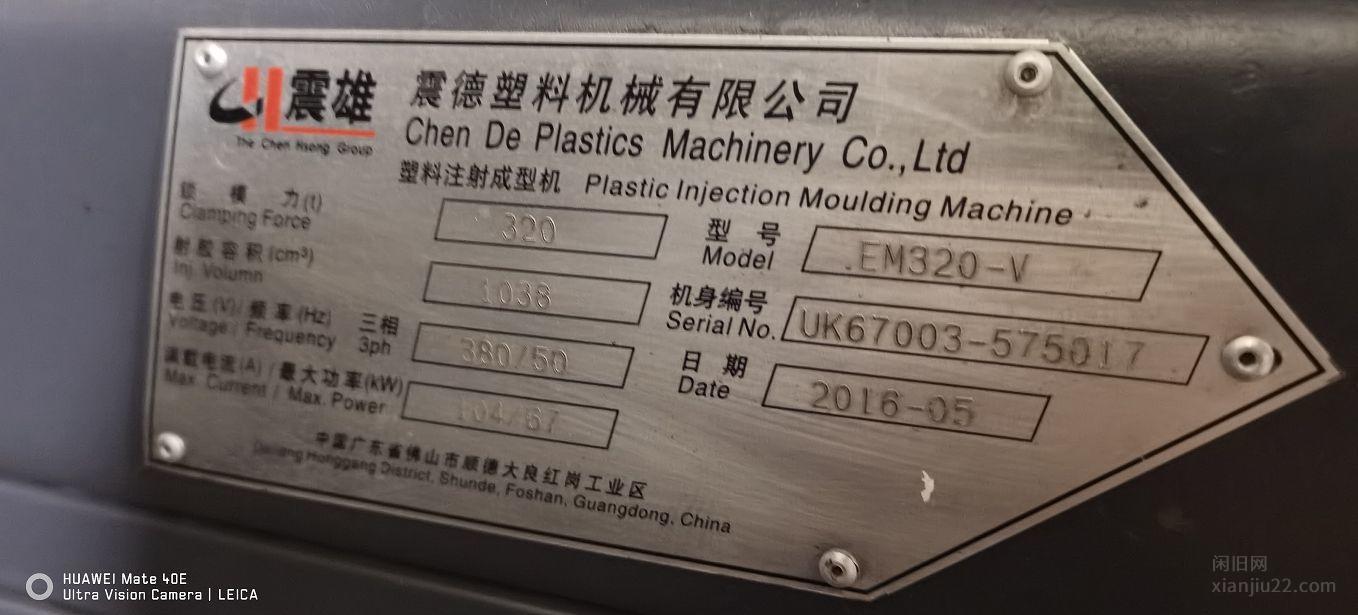 震雄
The Chen Hsong Group
震德塑料机械有限公司
Chen De Plastics Machinery Co.,Ltd
塑料注射成型机 Plastic Injection Moulding Machine
锁模力(t) 320
Clamping Force
型号 EM320-V
Model
射胶容积(cm³) 1038
Inj. Volumn
机身编号 UK67003-575017
Serial No.
电压(V)/频率(Hz) 三相 380/50
Voltage / Frequency 3ph
日期 2016-05
Date
满载电流(A)/最大功率(kW) 104/67
Max. Current / Max. Power
中国广东省佛山市顺德大良红岗工业区
Daliang Honggang District, Shunde, Foshan, Guangdong, China
HUAWEI Mate 40E
Ultra Vision Camera | LEICA
闲旧网
xianjiu22.com